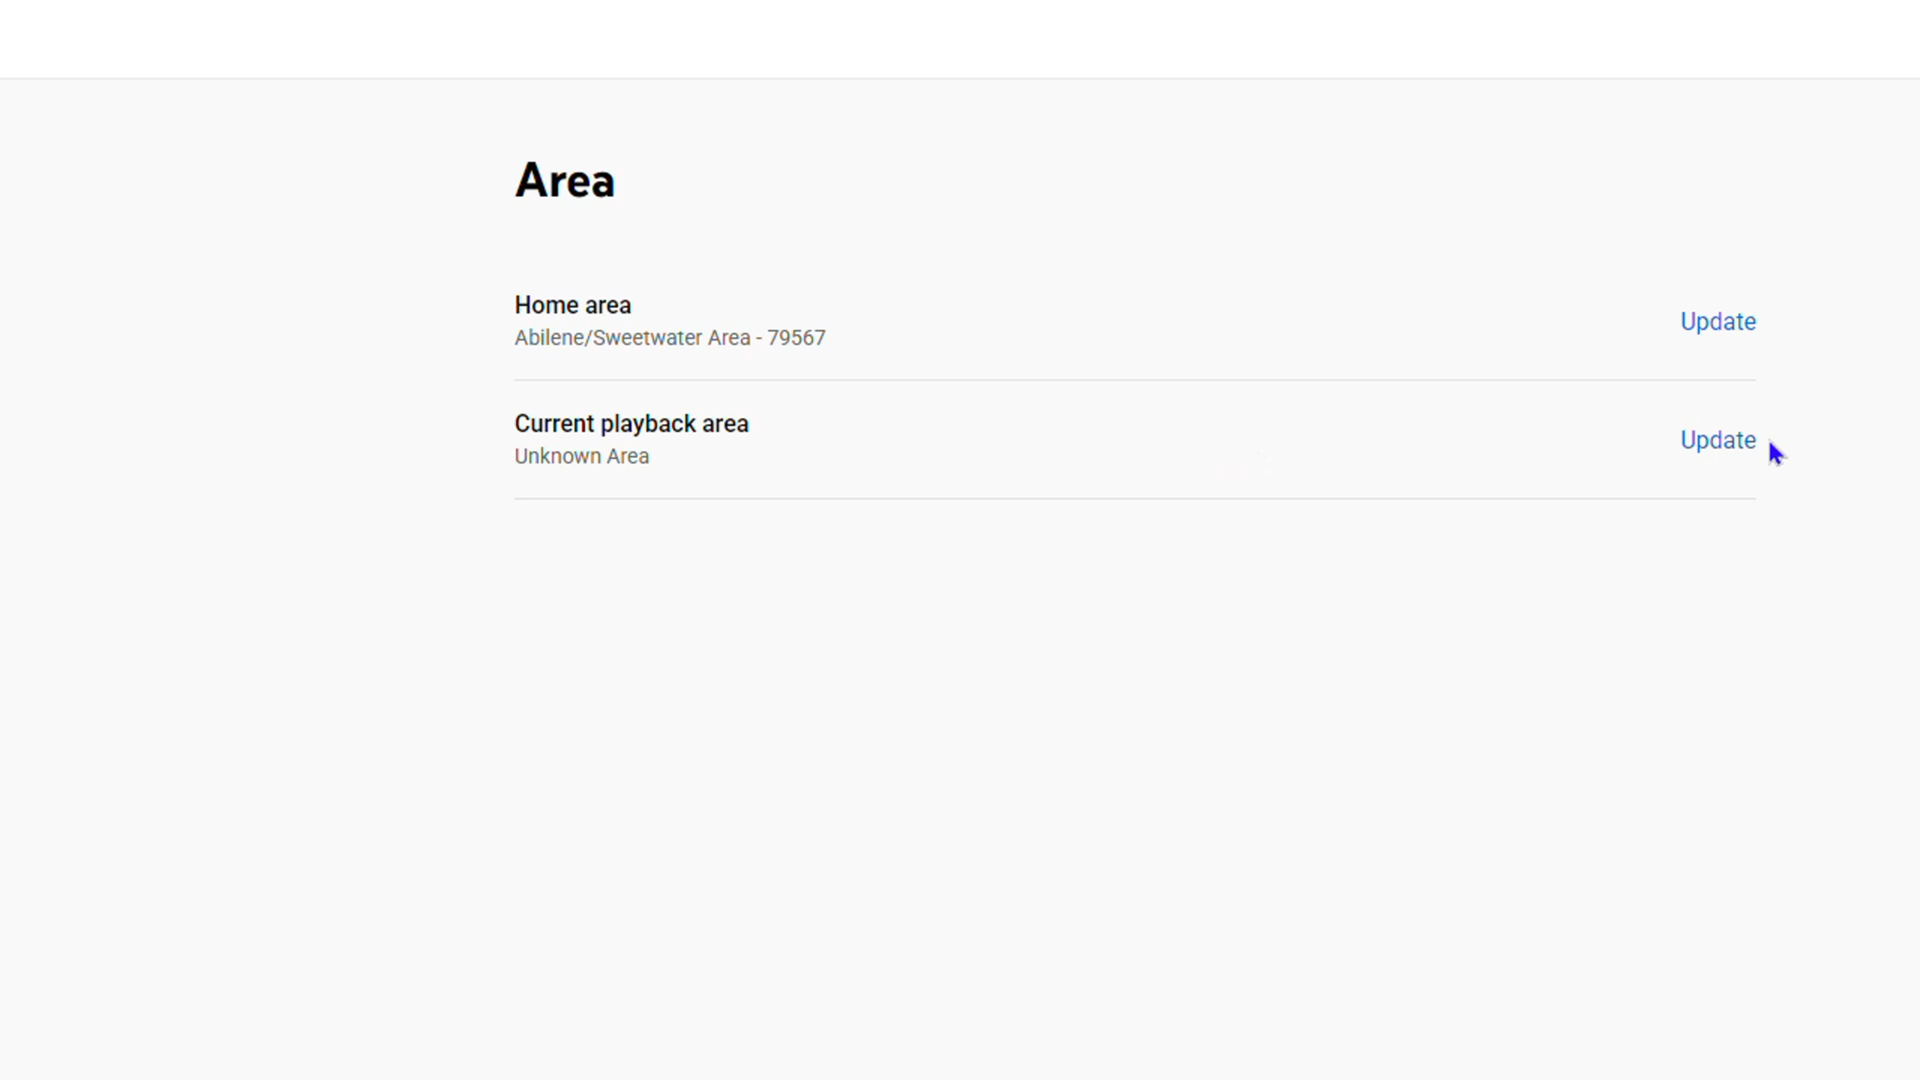 Area
Home area
Abilene/Sweetwater Area - 79567
Update
Current playback area
Unknown Area
Update